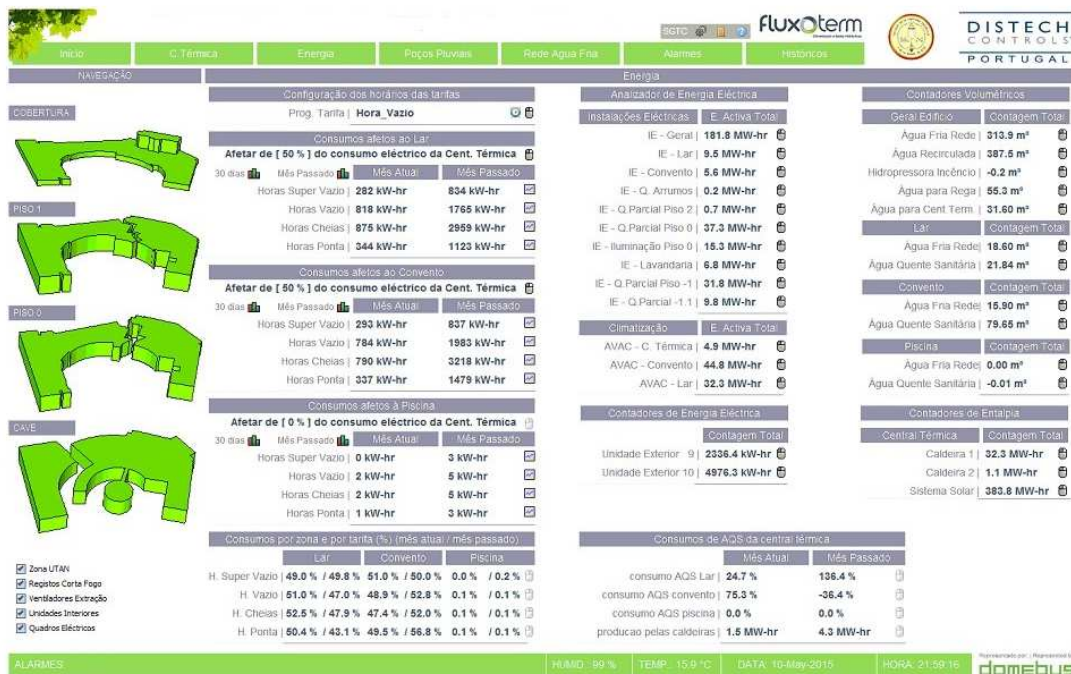 SGTC
fluxOterm
DISTECH
CONTROLS
PORTUGAL
Início C.Térmica Energia Poços Pluviais Rede Agua Fria Alarmes Históricos
NAVEGAÇÃO
Energia
COBERTURA
PISO 1
PISO 0
CAVE
Zona UTAN
Registos Corta Fogo
Ventiladores Extração
Unidades Interiores
Quadros Eléctricos
Configuração dos horários das tarifas
Prog. Tarifa | Hora_Vazio
Consumos afetos ao Lar
Afetar de [ 50 % ] do consumo eléctrico da Cent. Térmica
30 dias Mês Passado Mês Atual Mês Passado
Horas Super Vazio | 282 kW-hr 834 kW-hr
Horas Vazio | 818 kW-hr 1765 kW-hr
Horas Cheias | 875 kW-hr 2959 kW-hr
Horas Ponta | 344 kW-hr 1123 kW-hr
Consumos afetos ao Convento
Afetar de [ 50 % ] do consumo eléctrico da Cent. Térmica
30 dias Mês Passado Mês Atual Mês Passado
Horas Super Vazio | 293 kW-hr 837 kW-hr
Horas Vazio | 784 kW-hr 1983 kW-hr
Horas Cheias | 790 kW-hr 3218 kW-hr
Horas Ponta | 337 kW-hr 1479 kW-hr
Consumos afetos à Piscina
Afetar de [ 0 % ] do consumo eléctrico da Cent. Térmica
30 dias Mês Passado Mês Atual Mês Passado
Horas Super Vazio | 0 kW-hr 3 kW-hr
Horas Vazio | 2 kW-hr 5 kW-hr
Horas Cheias | 2 kW-hr 5 kW-hr
Horas Ponta | 1 kW-hr 3 kW-hr
Consumos por zona e por tarifa (%) (mês atual / mês passado)
Lar Convento Piscina
H. Super Vazio | 49.0 % / 49.8 % 51.0 % / 50.0 % 0.0 % / 0.2 %
H. Vazio | 51.0 % / 47.0 % 48.9 % / 52.8 % 0.1 % / 0.1 %
H. Cheias | 52.5 % / 47.9 % 47.4 % / 52.0 % 0.1 % / 0.1 %
H. Ponta | 50.4 % / 43.1 % 49.5 % / 56.8 % 0.1 % / 0.1 %
Analizador de Energia Eléctrica
Instalações Eléctricas E. Activa Total
IE - Geral | 181.8 MW-hr
IE - Lar | 9.5 MW-hr
IE - Convento | 5.6 MW-hr
IE - Q. Arrumos | 0.2 MW-hr
IE - Q.Parcial Piso 2 | 0.7 MW-hr
IE - Q.Parcial Piso 0 | 37.3 MW-hr
IE - Iluminação Piso 0 | 15.3 MW-hr
IE - Lavandaria | 6.8 MW-hr
IE - Q.Parcial Piso -1 | 31.8 MW-hr
IE - Q.Parcial -1.1 | 9.8 MW-hr
Climatização E. Activa Total
AVAC - C. Térmica | 4.9 MW-hr
AVAC - Convento | 44.8 MW-hr
AVAC - Lar | 32.3 MW-hr
Contadores de Energia Eléctrica
Contagem Total
Unidade Exterior 9 | 2336.4 kW-hr
Unidade Exterior 10 | 4976.3 kW-hr
Contadores Volumétricos
Geral Edificio Contagem Total
Água Fria Rede | 313.9 m³
Água Recirculada | 387.5 m³
Hidropressora Incêncio | -0.2 m³
Água para Rega | 55.3 m³
Água para Cent.Term. | 31.60 m³
Lar Contagem Total
Água Fria Rede | 18.60 m³
Água Quente Sanitária | 21.84 m³
Convento Contagem Total
Água Fria Rede | 15.90 m³
Água Quente Sanitária | 79.65 m³
Piscina Contagem Total
Água Fria Rede | 0.00 m³
Água Quente Sanitária | -0.01 m³
Contadores de Entalpia
Central Térmica Contagem Total
Caldeira 1 | 32.3 MW-hr
Caldeira 2 | 1.1 MW-hr
Sistema Solar | 383.8 MW-hr
Consumos de AQS da central térmica
Mês Atual Mês Passado
consumo AQS Lar | 24.7 % 136.4 %
consumo AQS convento | 75.3 % -36.4 %
consumo AQS piscina | 0.0 % 0.0 %
producao pelas caldeiras | 1.5 MW-hr 4.3 MW-hr
ALARMES: HUMID.: 99 % TEMP.: 15.9 °C DATA: 10-May-2015 HORA: 21:59:16
domebus